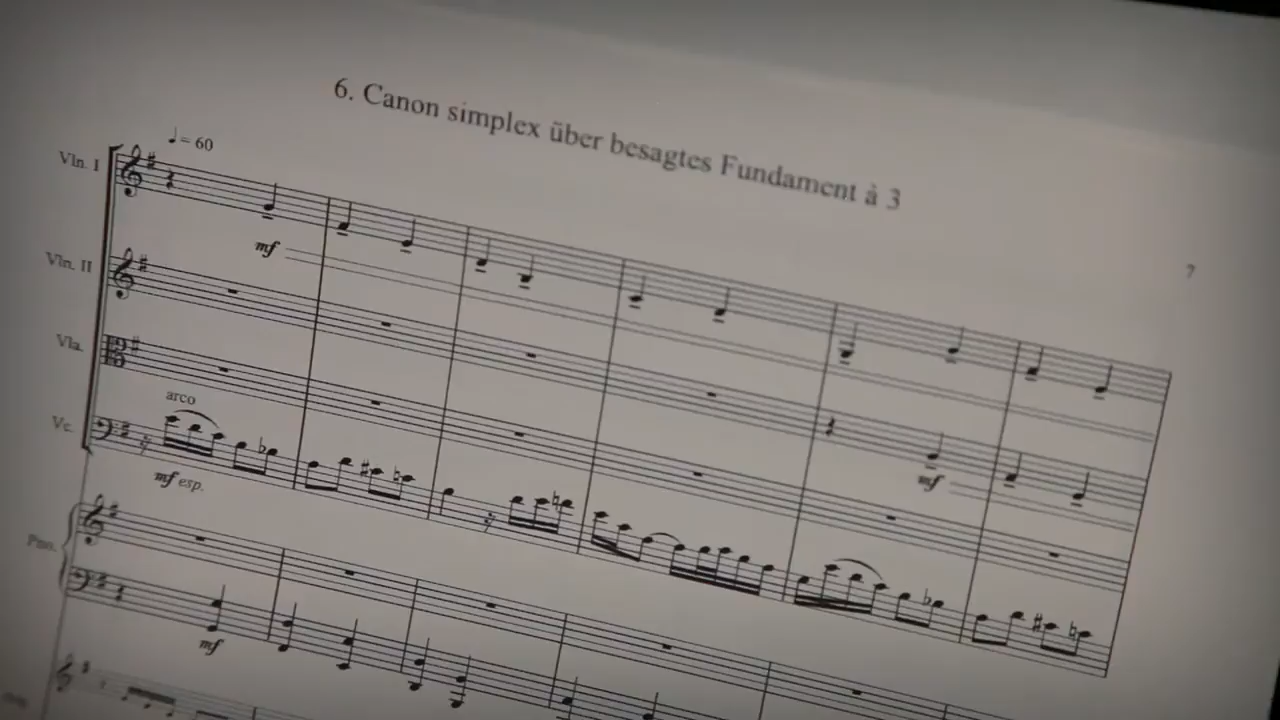 6. Canon simplex über besagtes Fundament à 3
7
♩ = 60
Vln. I
mf
Vln. II
mf
Vla.
arco
Vc.
mf esp.
Pno.
mf